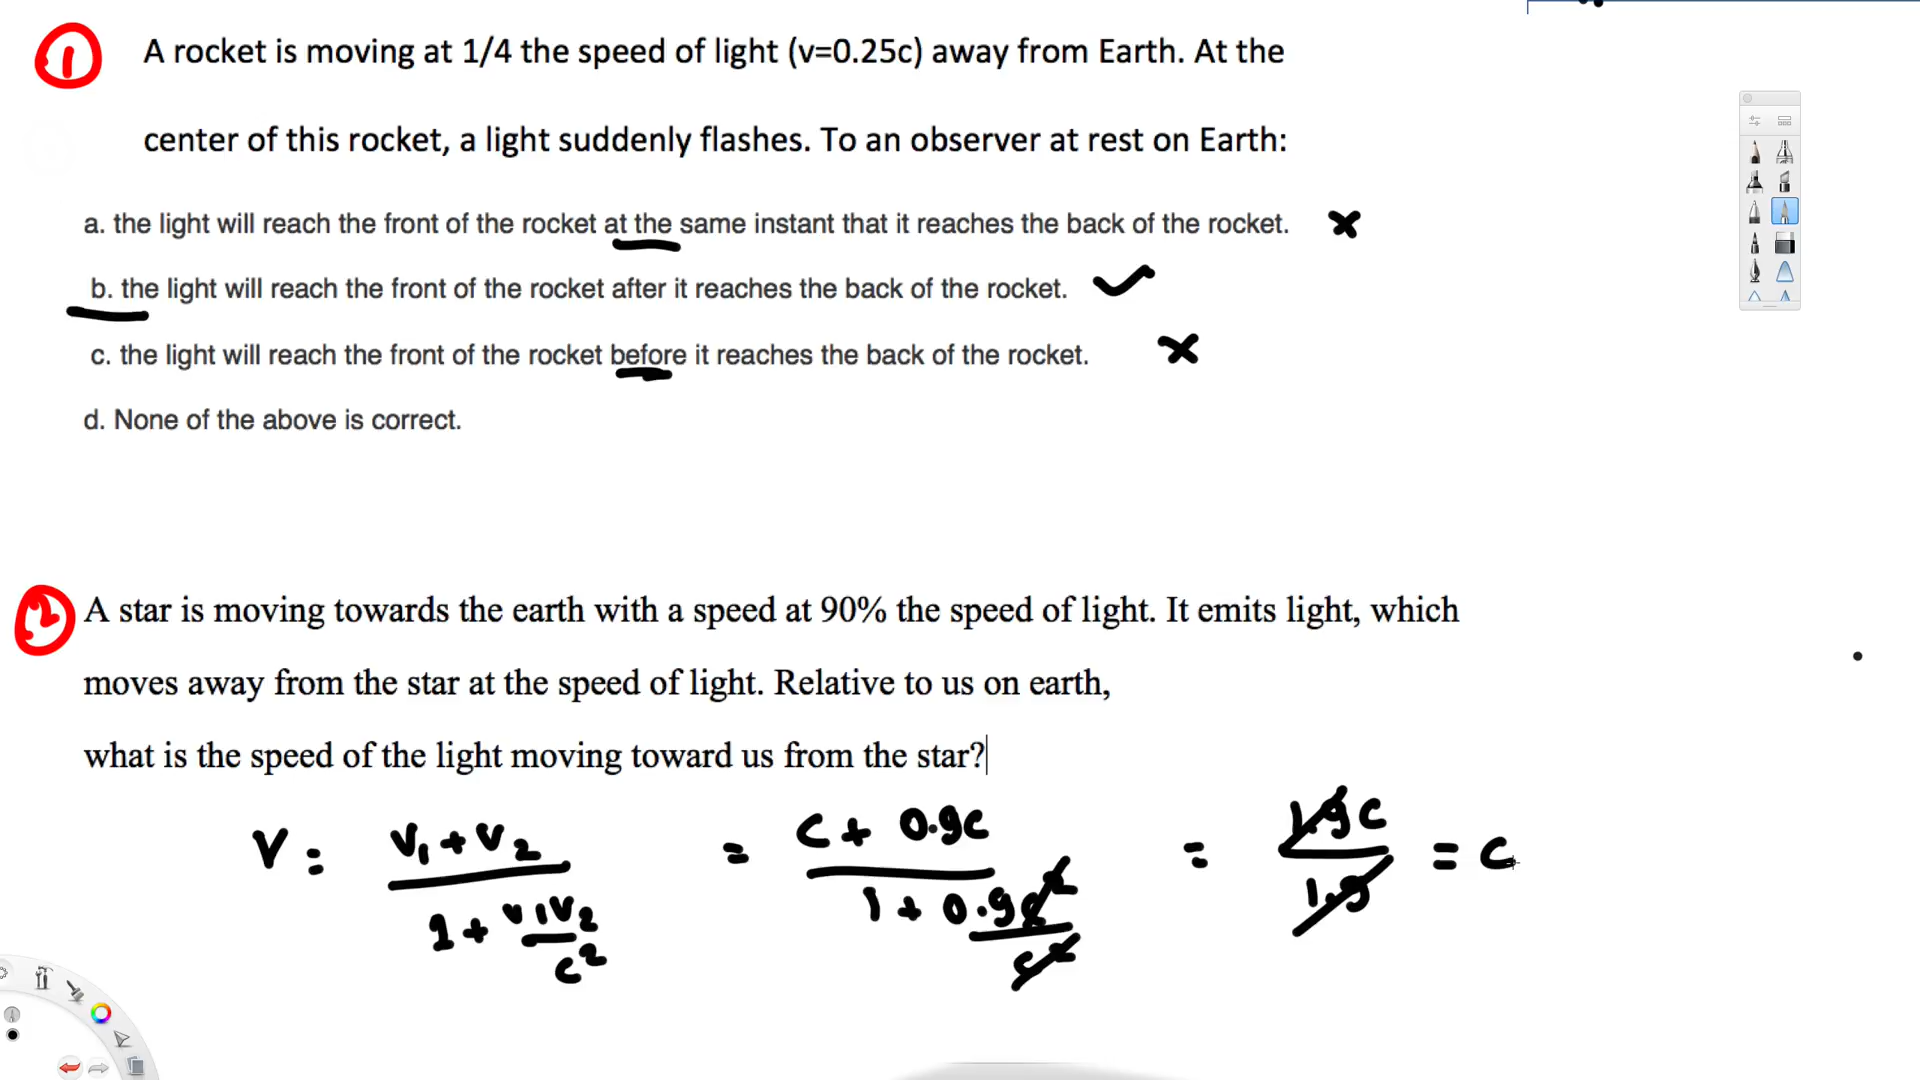 1 A rocket is moving at 1/4 the speed of light (v=0.25c) away from Earth. At the
center of this rocket, a light suddenly flashes. To an observer at rest on Earth:
a. the light will reach the front of the rocket at the same instant that it reaches the back of the rocket. ×
b. the light will reach the front of the rocket after it reaches the back of the rocket. ✓
c. the light will reach the front of the rocket before it reaches the back of the rocket. ×
d. None of the above is correct.
2 A star is moving towards the earth with a speed at 90% the speed of light. It emits light, which
moves away from the star at the speed of light. Relative to us on earth,
what is the speed of the light moving toward us from the star?
V = (V₁ + V₂) / (1 + V₁V₂/c²) = (c + 0.9c) / (1 + 0.9c²/c²) = 1.9c / 1.9 = c